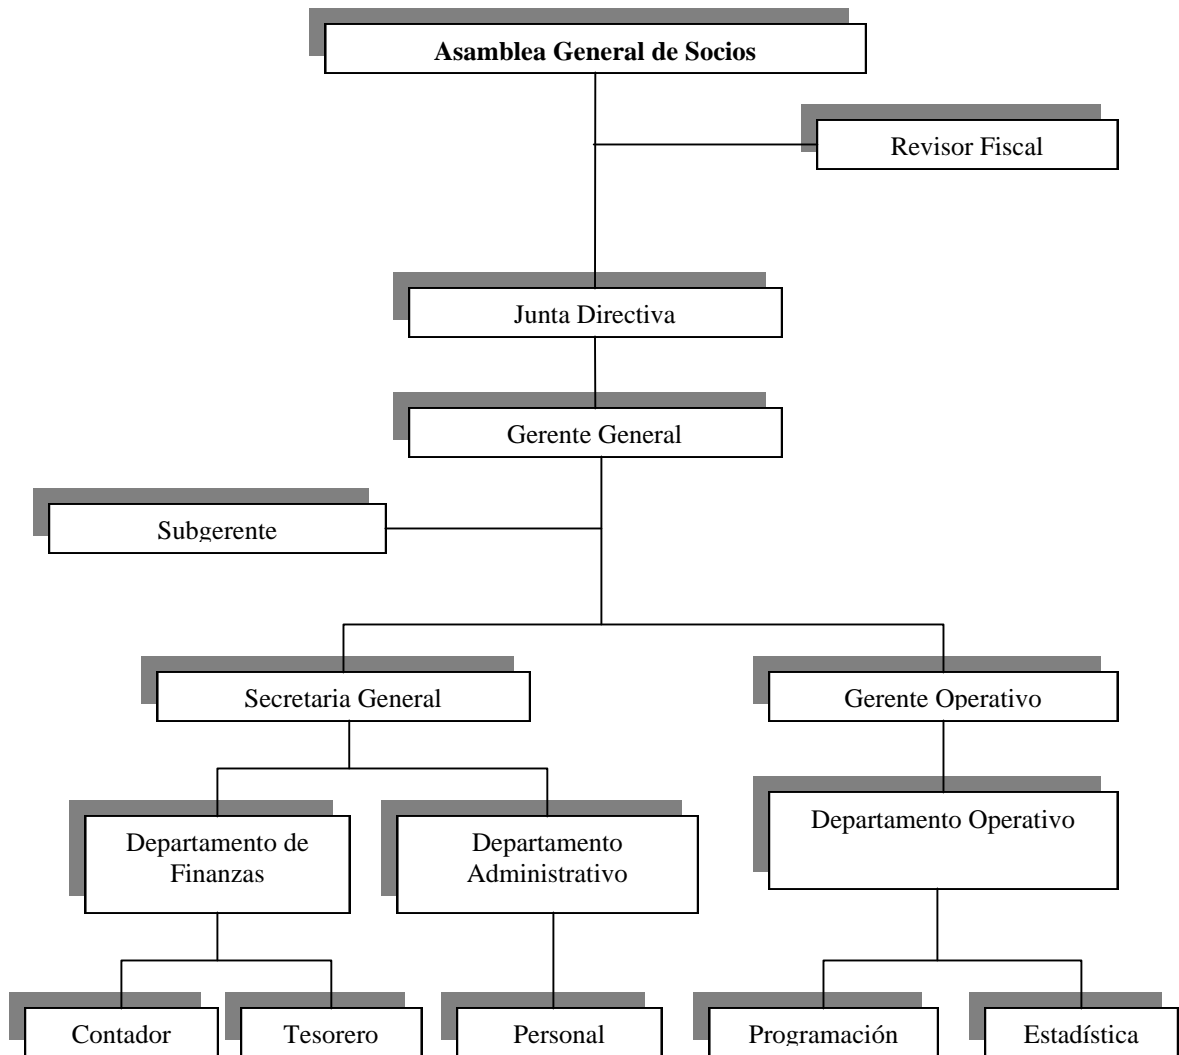 Asamblea General de Socios
Revisor Fiscal
Junta Directiva
Gerente General
Subgerente
Secretaria General
Gerente Operativo
Departamento de
Finanzas
Departamento
Administrativo
Departamento Operativo
Contador
Tesorero
Personal
Programación
Estadística